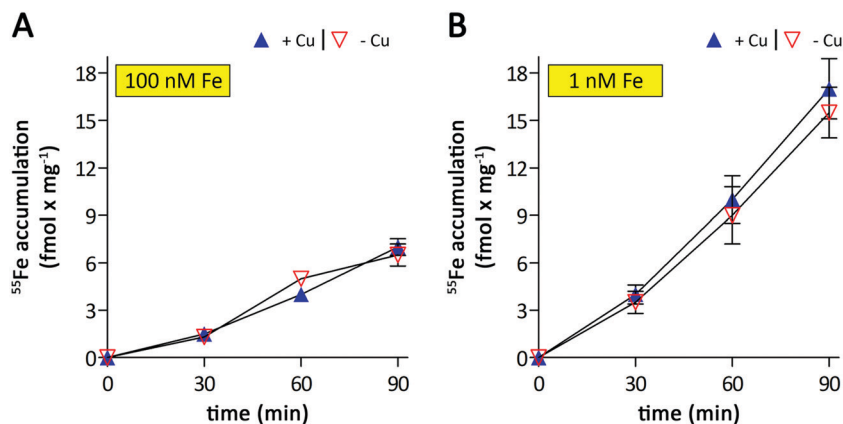 A
+ Cu | - Cu
100 nM Fe
18
15
12
9
6
3
0
⁵⁵Fe accumulation
(fmol x mg⁻¹)
0 30 60 90
time (min)
B
+ Cu | - Cu
1 nM Fe
18
15
12
9
6
3
0
⁵⁵Fe accumulation
(fmol x mg⁻¹)
0 30 60 90
time (min)